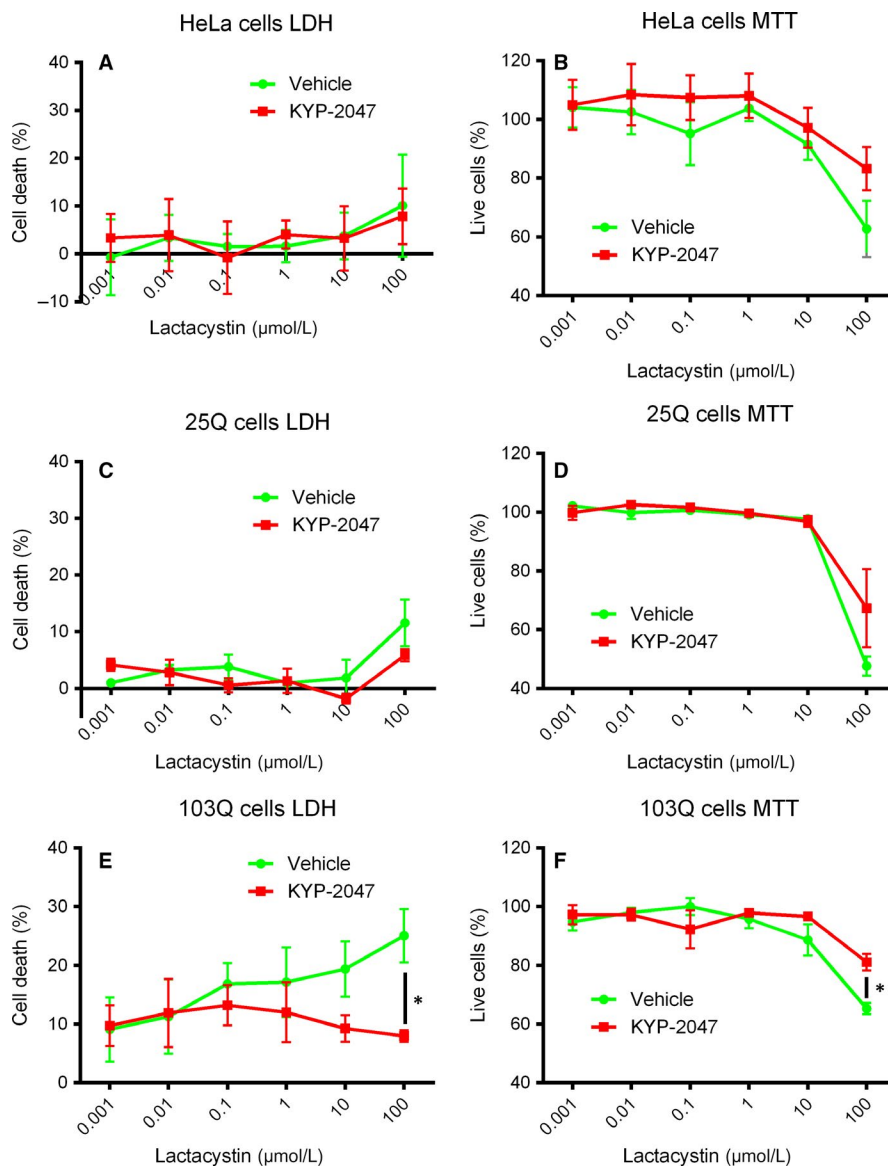 HeLa cells LDH
A
Vehicle
KYP-2047
Cell death (%)
40
30
20
10
0
–10
0.001
0.01
0.1
1
10
100
Lactacystin (µmol/L)
HeLa cells MTT
B
Vehicle
KYP-2047
Live cells (%)
120
100
80
60
40
0.001
0.01
0.1
1
10
100
Lactacystin (µmol/L)
25Q cells LDH
C
Vehicle
KYP-2047
Cell death (%)
40
30
20
10
0
0.001
0.01
0.1
1
10
100
Lactacystin (µmol/L)
25Q cells MTT
D
Vehicle
KYP-2047
Live cells (%)
120
100
80
60
40
0.001
0.01
0.1
1
10
100
Lactacystin (µmol/L)
103Q cells LDH
E
Vehicle
KYP-2047
*
Cell death (%)
40
30
20
10
0
0.001
0.01
0.1
1
10
100
Lactacystin (µmol/L)
103Q cells MTT
F
Vehicle
KYP-2047
*
Live cells (%)
120
100
80
60
40
0.001
0.01
0.1
1
10
100
Lactacystin (µmol/L)